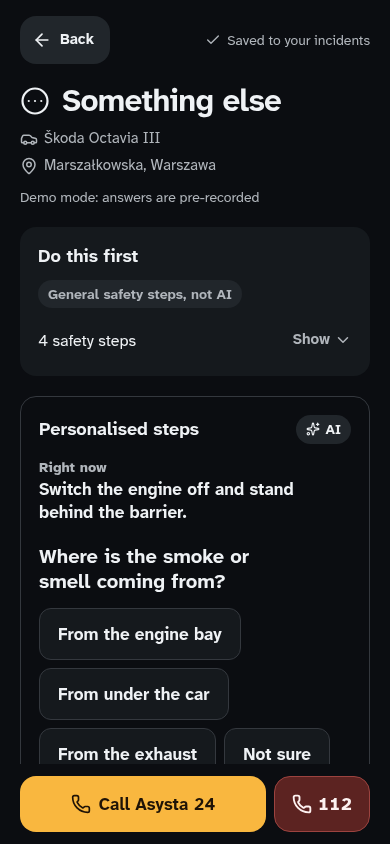 Back
Saved to your incidents
Something else
Škoda Octavia III
Marszałkowska, Warszawa
Demo mode: answers are pre-recorded
Do this first
General safety steps, not AI
4 safety steps
Show
Personalised steps
AI
Right now
Switch the engine off and stand
behind the barrier.
Where is the smoke or
smell coming from?
From the engine bay
From under the car
From the exhaust
Not sure
Call Asysta 24
112